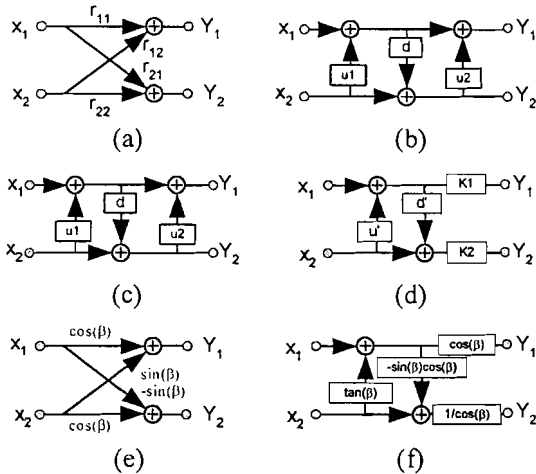 x₁ r₁₁ Y₁
r₁₂
r₂₁
x₂ r₂₂ Y₂
(a)
x₁ Y₁
d
u1 u2
x₂ Y₂
(b)
x₁ Y₁
d
u1 u2
x₂ Y₂
(c)
x₁ K1 Y₁
d'
u'
x₂ K2 Y₂
(d)
cos(β)
x₁ Y₁
sin(β)
-sin(β)
x₂ Y₂
cos(β)
(e)
x₁ cos(β) Y₁
-sin(β)cos(β)
tan(β)
x₂ 1/cos(β) Y₂
(f)